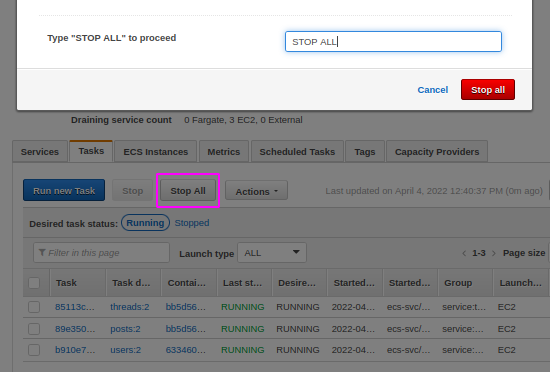 Type "STOP ALL" to proceed
STOP ALL
Cancel Stop all
Draining service count 0 Fargate, 3 EC2, 0 External
Services Tasks ECS Instances Metrics Scheduled Tasks Tags Capacity Providers
Run new Task Stop Stop All Actions Last updated on April 4, 2022 12:40:37 PM (0m ago)
Desired task status: Running Stopped
Filter in this page Launch type ALL < 1-3 > Page size
Task Task d... Contai... Last st... Desire... Started... Started... Group Launch...
85113c... threads:2 bb5d56... RUNNING RUNNING 2022-04... ecs-svc/... service:t... EC2
89e350... posts:2 bb5d56... RUNNING RUNNING 2022-04... ecs-svc/... service:... EC2
b910e7... users:2 633460... RUNNING RUNNING 2022-04... ecs-svc/... service:... EC2